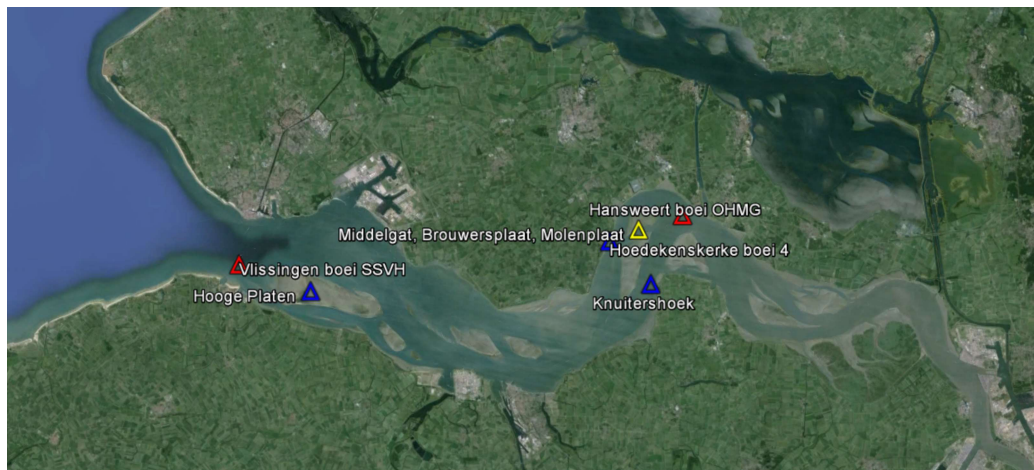 Hansweert boei OHMG
Middelgat, Brouwersplaat, Molenplaat
Hoedekenskerke boei 4
Vlissingen boei SSVH
Hooge Platen
Knuitershoek